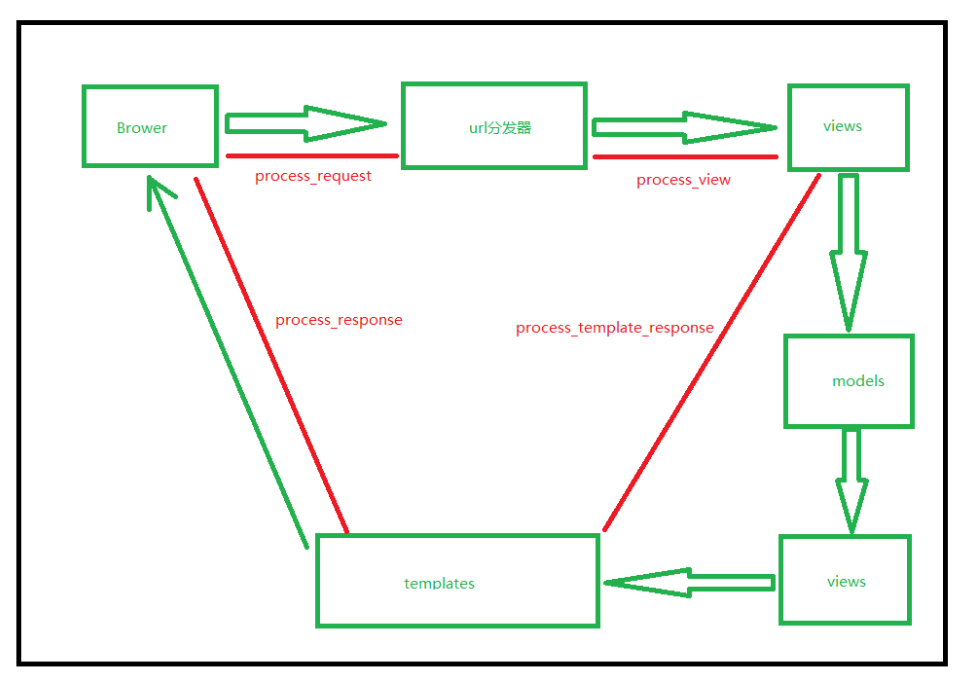 Brower
url分发器
views
process_request
process_view
process_response
process_template_response
models
templates
views